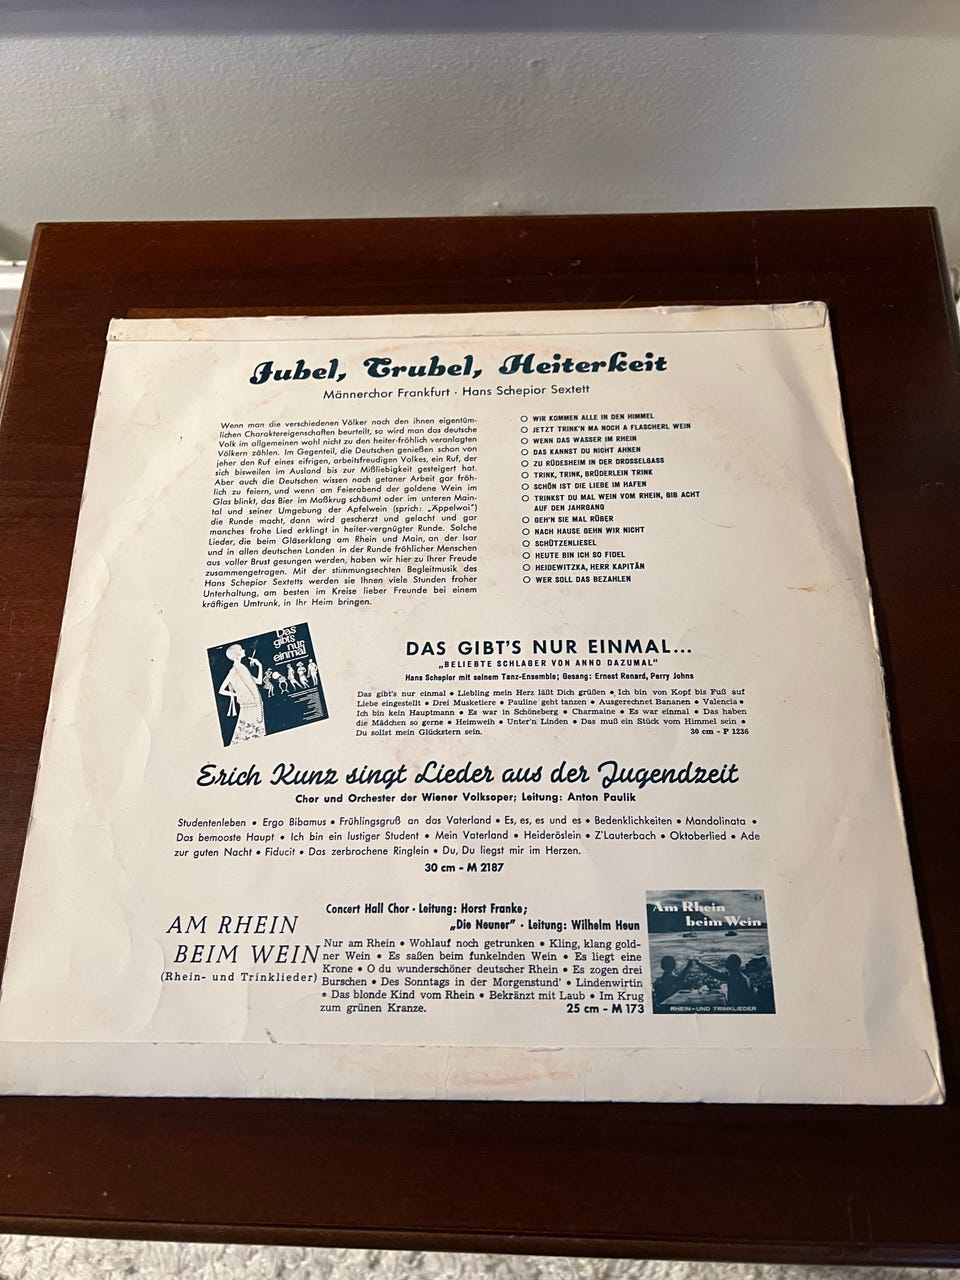 Jubel, Trubel, Heiterkeit
Männerchor Frankfurt · Hans Schepior Sextett
Wenn man die verschiedenen Völker nach den ihnen eigentüm-
lichen Charaktereigenschaften beurteilt, so wird man das deutsche
Volk im allgemeinen wohl nicht zu den heiter-fröhlich veranlagten
Völkern zählen. Im Gegenteil, die Deutschen genießen schon von
jeher den Ruf eines eifrigen, arbeitsfreudigen Volkes, ein Ruf, der
sich bisweilen im Ausland bis zur Mißliebigkeit gesteigert hat.
Aber auch die Deutschen wissen nach getaner Arbeit gar fröh-
lich zu feiern, und wenn am Feierabend der goldene Wein im
Glas blinkt, das Bier im Maßkrug schäumt oder im unteren Main-
tal und seiner Umgebung der Apfelwein (sprich: „Äppelwoi")
die Runde macht, dann wird gescherzt und gelacht und gar
manches frohe Lied erklingt in heiter-vergnügter Runde. Solche
Lieder, die beim Gläserklang am Rhein und Main, an der Isar
und in allen deutschen Landen in der Runde fröhlicher Menschen
aus voller Brust gesungen werden, haben wir hier zu Ihrer Freude
zusammengetragen. Mit der stimmungsechten Begleitmusik des
Hans Schepior Sextetts werden sie Ihnen viele Stunden froher
Unterhaltung, am besten im Kreise lieber Freunde bei einem
kräftigen Umtrunk, in Ihr Heim bringen.
O WIR KOMMEN ALLE IN DEN HIMMEL
O JETZT TRINK'N MA NOCH A FLASCHERL WEIN
O WENN DAS WASSER IM RHEIN
O DAS KANNST DU NICHT AHNEN
O ZU RÜDESHEIM IN DER DROSSELGASS
O TRINK, TRINK, BRÜDERLEIN TRINK
O SCHÖN IST DIE LIEBE IM HAFEN
O TRINKST DU MAL WEIN VOM RHEIN, GIB ACHT
AUF DEN JAHRGANG
O GEH'N SIE MAL RÜBER
O NACH HAUSE GEHN WIR NICHT
O SCHÜTZENLIESEL
O HEUTE BIN ICH SO FIDEL
O HEIDEWITZKA, HERR KAPITÄN
O WER SOLL DAS BEZAHLEN
Das
gibts
nur
einmal
DAS GIBT'S NUR EINMAL...
„BELIEBTE SCHLAGER VON ANNO DAZUMAL"
Hans Schepior mit seinem Tanz-Ensemble; Gesang: Ernest Renard, Perry Johns
Das gibt's nur einmal • Liebling mein Herz läßt Dich grüßen • Ich bin von Kopf bis Fuß auf
Liebe eingestellt • Drei Musketiere • Pauline geht tanzen • Ausgerechnet Bananen • Valencia •
Ich bin kein Hauptmann • Es war in Schöneberg • Charmaine • Es war einmal • Das haben
die Mädchen so gerne • Heimweh • Unter'n Linden • Das muß ein Stück vom Himmel sein •
Du sollst mein Glückstern sein. 30 cm - P 1236
Erich Kunz singt Lieder aus der Jugendzeit
Chor und Orchester der Wiener Volksoper; Leitung: Anton Paulik
Studentenleben • Ergo Bibamus • Frühlingsgruß an das Vaterland • Es, es, es und es • Bedenklichkeiten • Mandolinata •
Das bemooste Haupt • Ich bin ein lustiger Student • Mein Vaterland • Heideröslein • Z'Lauterbach • Oktoberlied • Ade
zur guten Nacht • Fiducit • Das zerbrochene Ringlein • Du, Du liegst mir im Herzen.
30 cm - M 2187
AM RHEIN
BEIM WEIN
(Rhein- und Trinklieder)
Concert Hall Chor · Leitung: Horst Franke;
„Die Neuner" · Leitung: Wilhelm Heun
Nur am Rhein • Wohlauf noch getrunken • Kling, klang gold-
ner Wein • Es saßen beim funkelnden Wein • Es liegt eine
Krone • O du wunderschöner deutscher Rhein • Es zogen drei
Burschen • Des Sonntags in der Morgenstund' • Lindenwirtin
• Das blonde Kind vom Rhein • Bekränzt mit Laub • Im Krug
zum grünen Kranze. 25 cm - M 173
Am Rhein
beim Wein
RHEIN-UND TRINKLIEDER